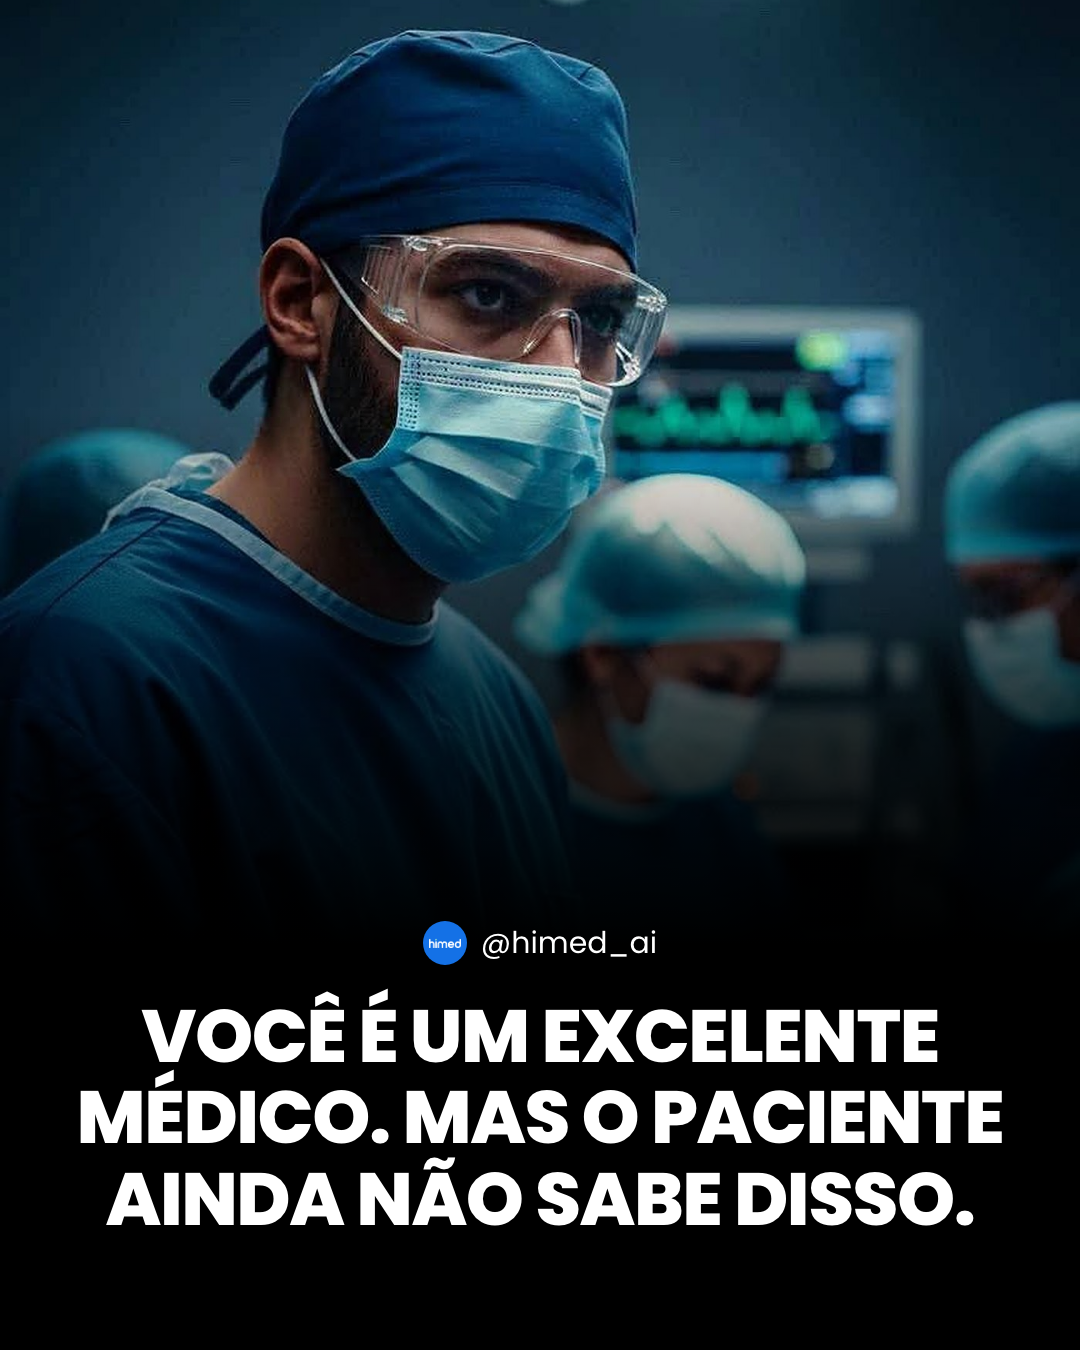 himed @himed_ai
VOCÊ É UM EXCELENTE
MÉDICO. MAS O PACIENTE
AINDA NÃO SABE DISSO.